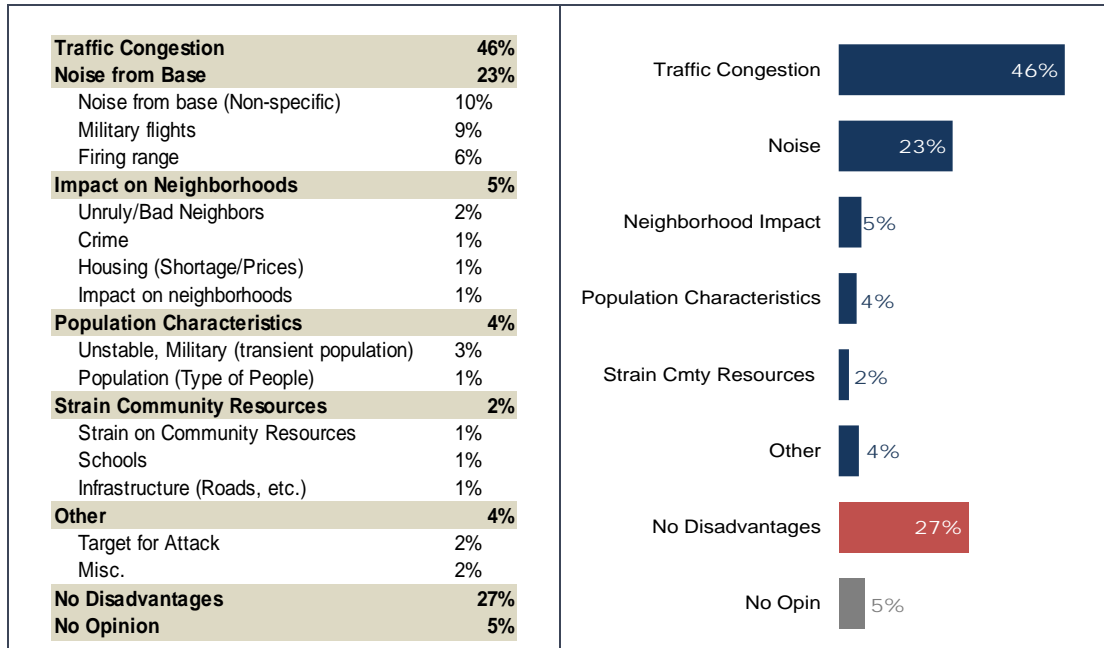 Traffic Congestion 46%
Noise from Base 23%
Noise from base (Non-specific) 10%
Military flights 9%
Firing range 6%
Impact on Neighborhoods 5%
Unruly/Bad Neighbors 2%
Crime 1%
Housing (Shortage/Prices) 1%
Impact on neighborhoods 1%
Population Characteristics 4%
Unstable, Military (transient population) 3%
Population (Type of People) 1%
Strain Community Resources 2%
Strain on Community Resources 1%
Schools 1%
Infrastructure (Roads, etc.) 1%
Other 4%
Target for Attack 2%
Misc. 2%
No Disadvantages 27%
No Opinion 5%
Traffic Congestion 46%
Noise 23%
Neighborhood Impact 5%
Population Characteristics 4%
Strain Cmty Resources 2%
Other 4%
No Disadvantages 27%
No Opin 5%